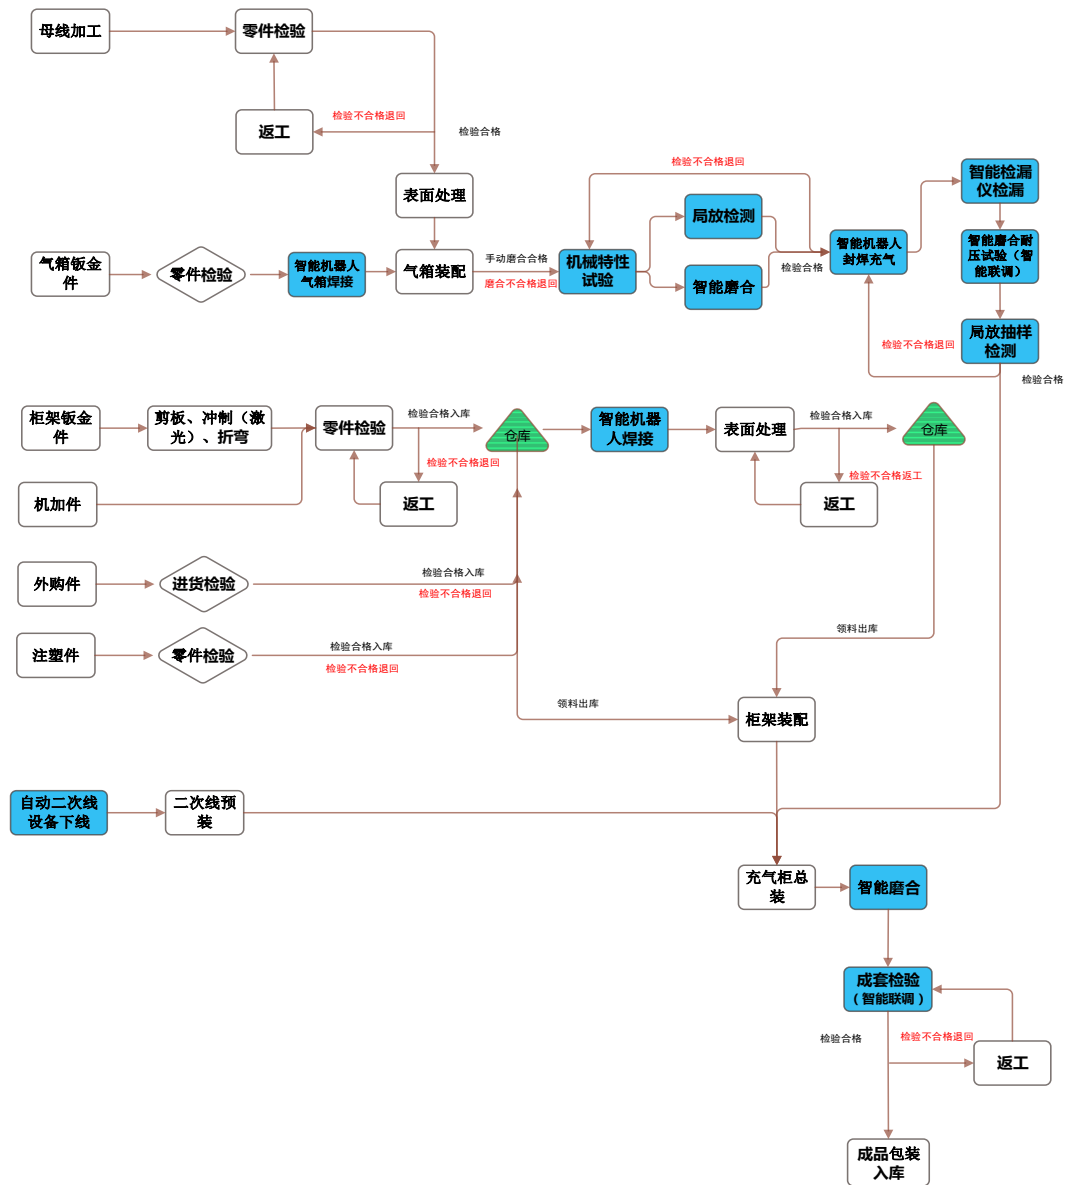 母线加工
零件检验
返工
检验不合格退回
检验合格
表面处理
检验不合格退回
智能检漏
仪检漏
局放检测
智能磨合耐
压试验（智
能联调）
气箱钣金
件
零件检验
智能机器人
气箱焊接
气箱装配
手动磨合合格
磨合不合格退回
机械特性
试验
智能磨合
检验合格
智能机器人
封焊充气
局放抽样
检测
检验不合格退回
检验合格
柜架钣金
件
剪板、冲制（激
光）、折弯
零件检验
检验合格入库
检验不合格退回
仓库
智能机器
人焊接
表面处理
检验合格入库
检验不合格返工
仓库
返工
返工
机加件
外购件
进货检验
检验合格入库
检验不合格退回
注塑件
零件检验
检验合格入库
检验不合格退回
领料出库
领料出库
柜架装配
自动二次线
设备下线
二次线预
装
充气柜总
装
智能磨合
成套检验
（智能联调）
检验合格
检验不合格退回
返工
成品包装
入库